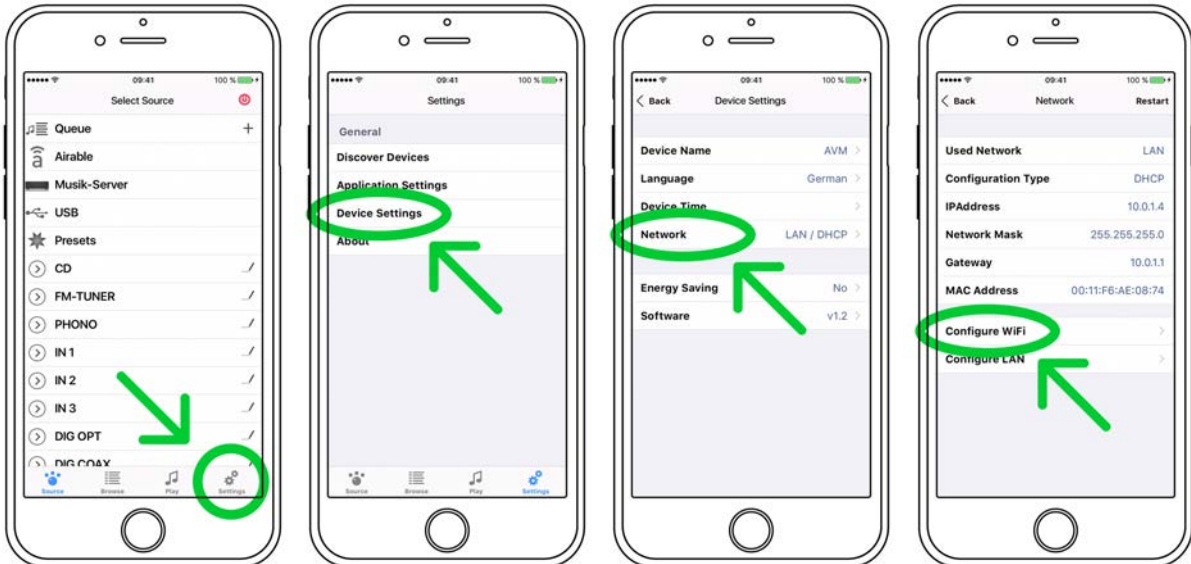 09:41 100 %
Select Source
Queue
Airable
Musik-Server
USB
Presets
CD
FM-TUNER
PHONO
IN 1
IN 2
IN 3
DIG OPT
DIG COAX
Source Browse Play Settings
09:41 100 %
Settings
General
Discover Devices
Application Settings
Device Settings
About
Source Browse Play Settings
09:41 100 %
Back Device Settings
Device Name AVM
Language German
Device Time
Network LAN / DHCP
Energy Saving No
Software v1.2
09:41 100 %
Back Network Restart
Used Network LAN
Configuration Type DHCP
IPAddress 10.0.1.4
Network Mask 255.255.255.0
Gateway 10.0.1.1
MAC Address 00:11:F6:AE:08:74
Configure WiFi
Configure LAN